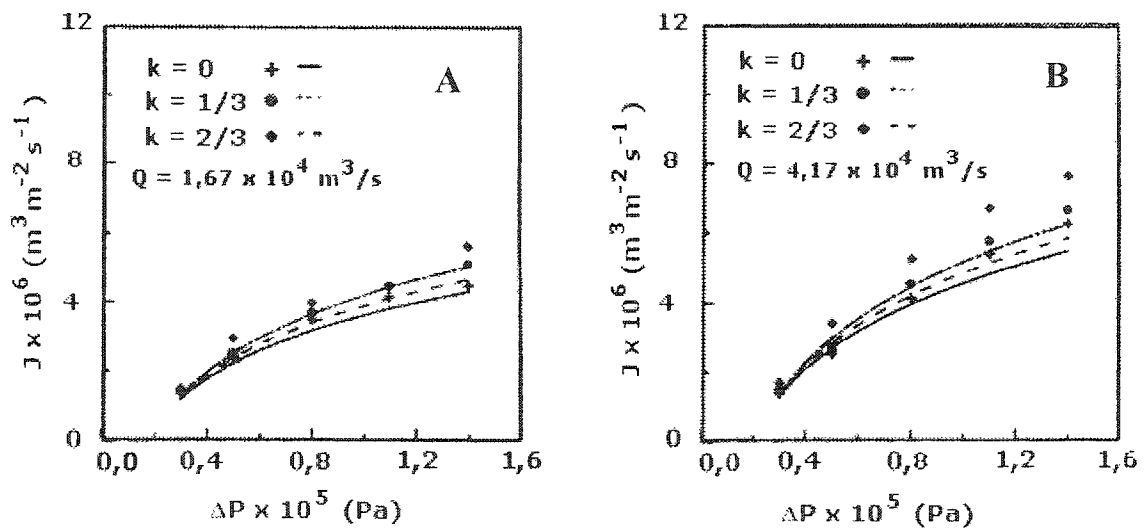 12
8
4
0
J x 10⁶ (m³ m⁻² s⁻¹)
k = 0
k = 1/3
k = 2/3
Q = 1,67 x 10⁴ m³/s
A
0,0 0,4 0,8 1,2 1,6
ΔP x 10⁵ (Pa)
12
8
4
0
J x 10⁶ (m³ m⁻² s⁻¹)
k = 0
k = 1/3
k = 2/3
Q = 4,17 x 10⁴ m³/s
B
0,0 0,4 0,8 1,2 1,6
ΔP x 10⁵ (Pa)